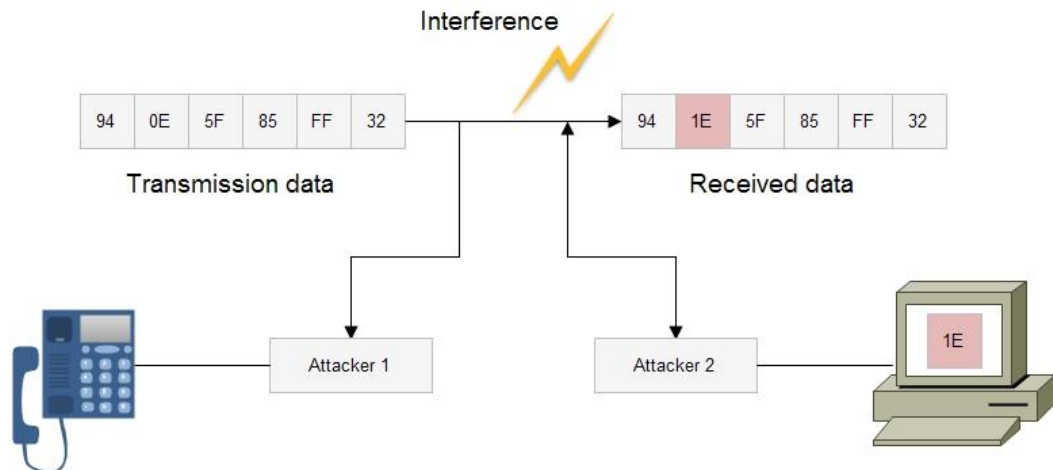 Interference
94 0E 5F 85 FF 32
94 1E 5F 85 FF 32
Transmission data
Received data
Attacker 1
Attacker 2
1E